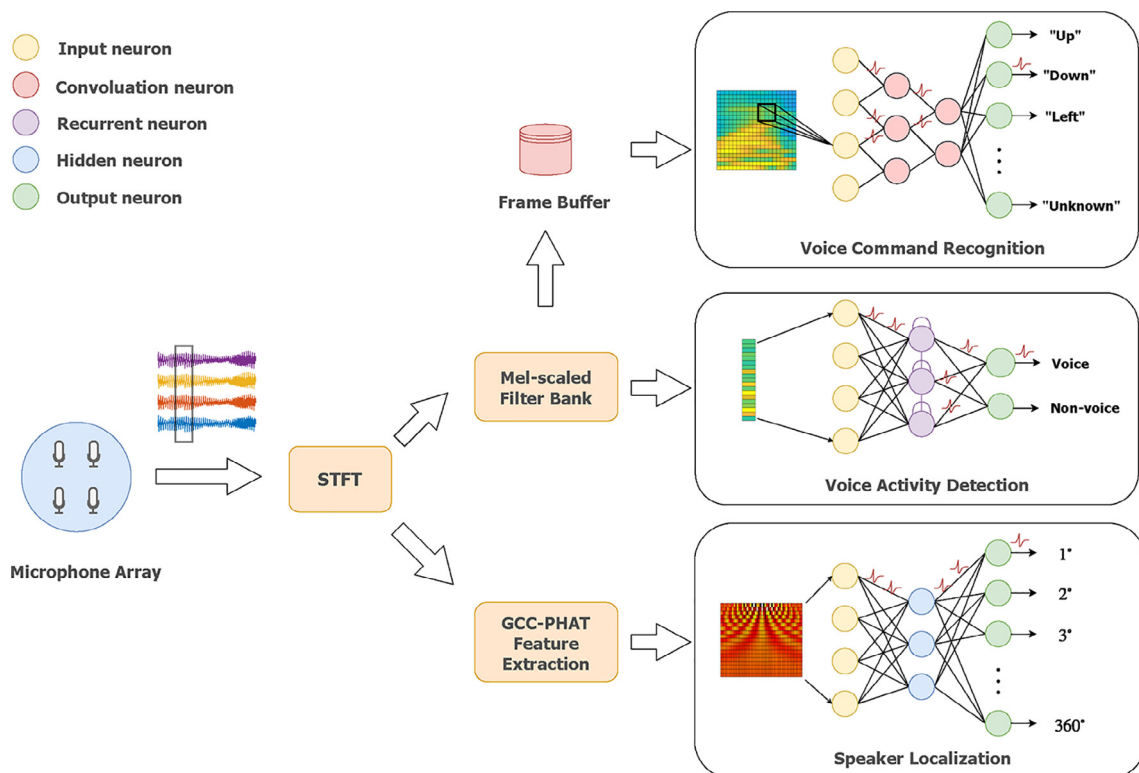 Input neuron
Convoluation neuron
Recurrent neuron
Hidden neuron
Output neuron
Microphone Array
STFT
Mel-scaled
Filter Bank
GCC-PHAT
Feature
Extraction
Frame Buffer
"Up"
"Down"
"Left"
"Unknown"
Voice Command Recognition
Voice
Non-voice
Voice Activity Detection
1°
2°
3°
360°
Speaker Localization